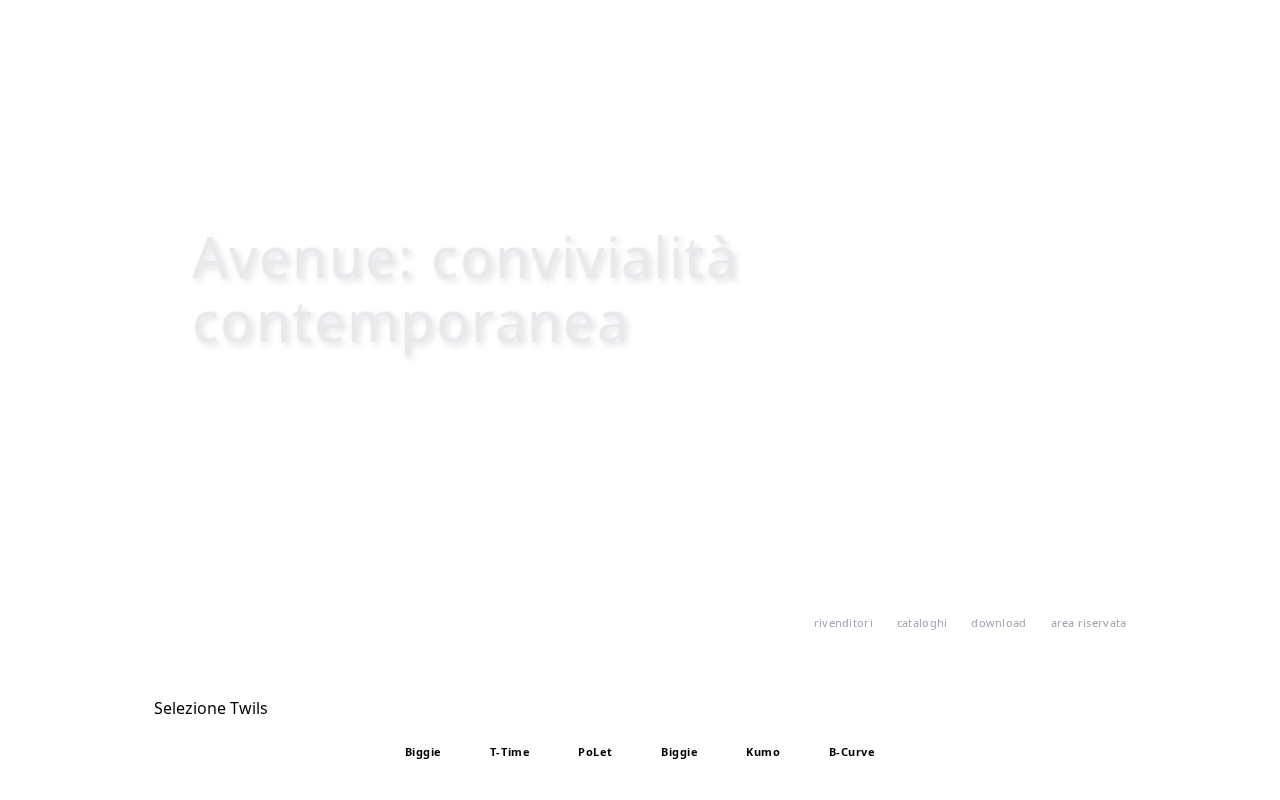 Avenue: convivialità
contemporanea
rivenditori cataloghi download area riservata
Selezione Twils
Biggie T-Time PoLet Biggie Kumo B-Curve